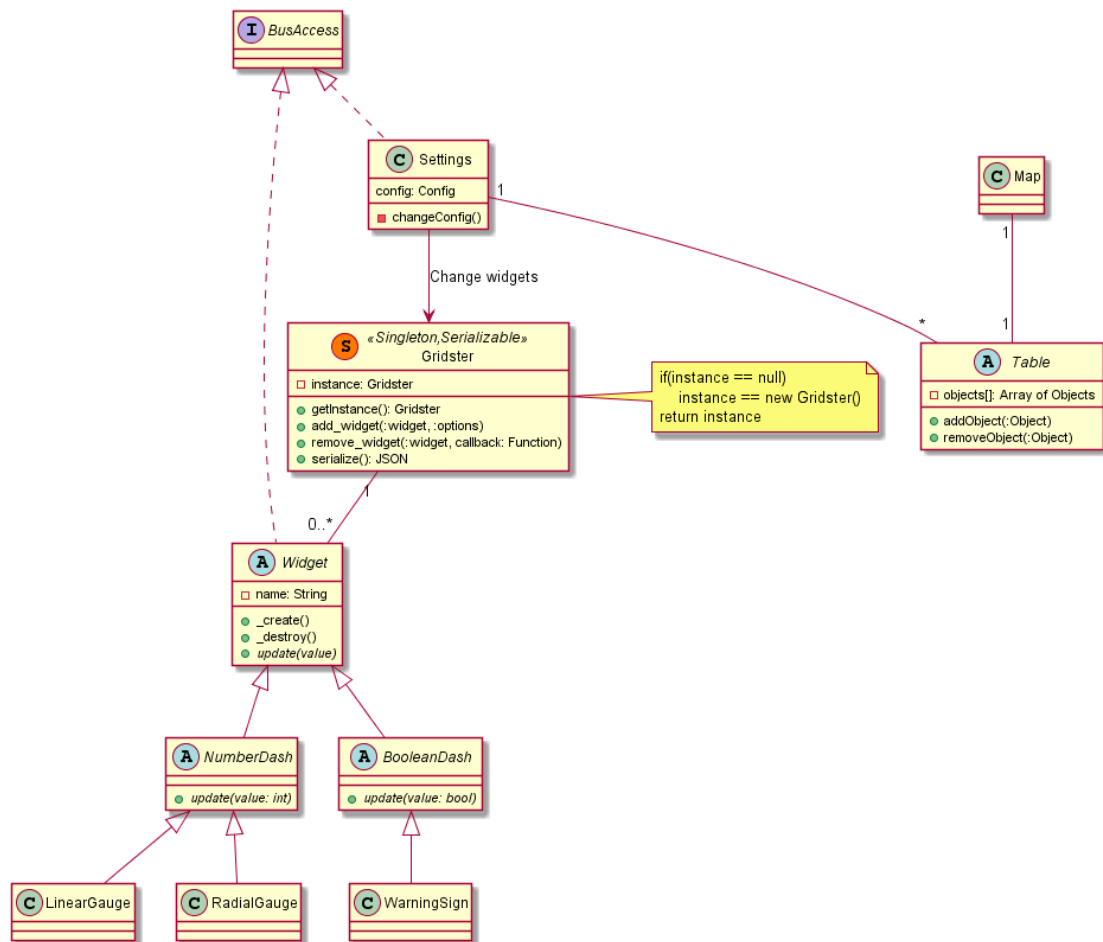 I BusAccess
C Settings
config: Config
changeConfig()
1
C Map
1
Change widgets
*
1
«Singleton,Serializable»
S
Gridster
instance: Gridster
getInstance(): Gridster
add_widget(:widget, :options)
remove_widget(:widget, callback: Function)
serialize(): JSON
if(instance == null)
instance == new Gridster()
return instance
A Table
objects[]: Array of Objects
addObject(:Object)
removeObject(:Object)
1
0..*
A Widget
name: String
_create()
_destroy()
update(value)
A NumberDash
update(value: int)
A BooleanDash
update(value: bool)
C LinearGauge
C RadialGauge
C WarningSign